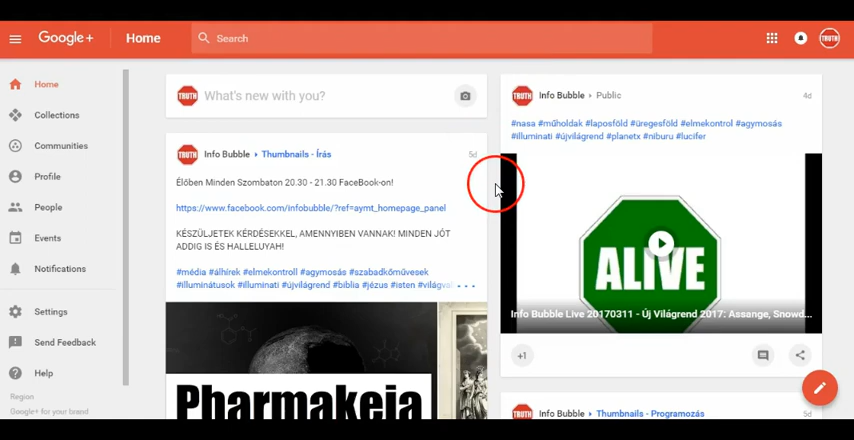 Google+
Home
Search
TRUTH
Home
Collections
Communities
Profile
People
Events
Notifications
Settings
Send Feedback
Help
Region
Google+ for your brand
TRUTH
What's new with you?
TRUTH
Info Bubble ▸ Thumbnails - Írás
5d
Élőben Minden Szombaton 20.30 - 21.30 FaceBook-on!
https://www.facebook.com/infobubble/?ref=aymt_homepage_panel
KÉSZÜLJETEK KÉRDÉSEKKEL, AMENNYIBEN VANNAK! MINDEN JÓT
ADDIG IS ÉS HALLELUYAH!
#média #álhírek #elmekontroll #agymosás #szabadkőművesek
#illuminátusok #illuminati #újvilágrend #biblia #jézus #isten #világval...
Pharmakeia
TRUTH
Info Bubble ▸ Public
4d
#nasa #műholdak #laposföld #üregesföld #elmekontrol #agymosás
#illuminati #újvilágrend #planetx #niburu #lucifer
ALIVE
Info Bubble Live 20170311 - Új Világrend 2017: Assange, Snowd...
+1
TRUTH
Info Bubble ▸ Thumbnails - Programozás
5d